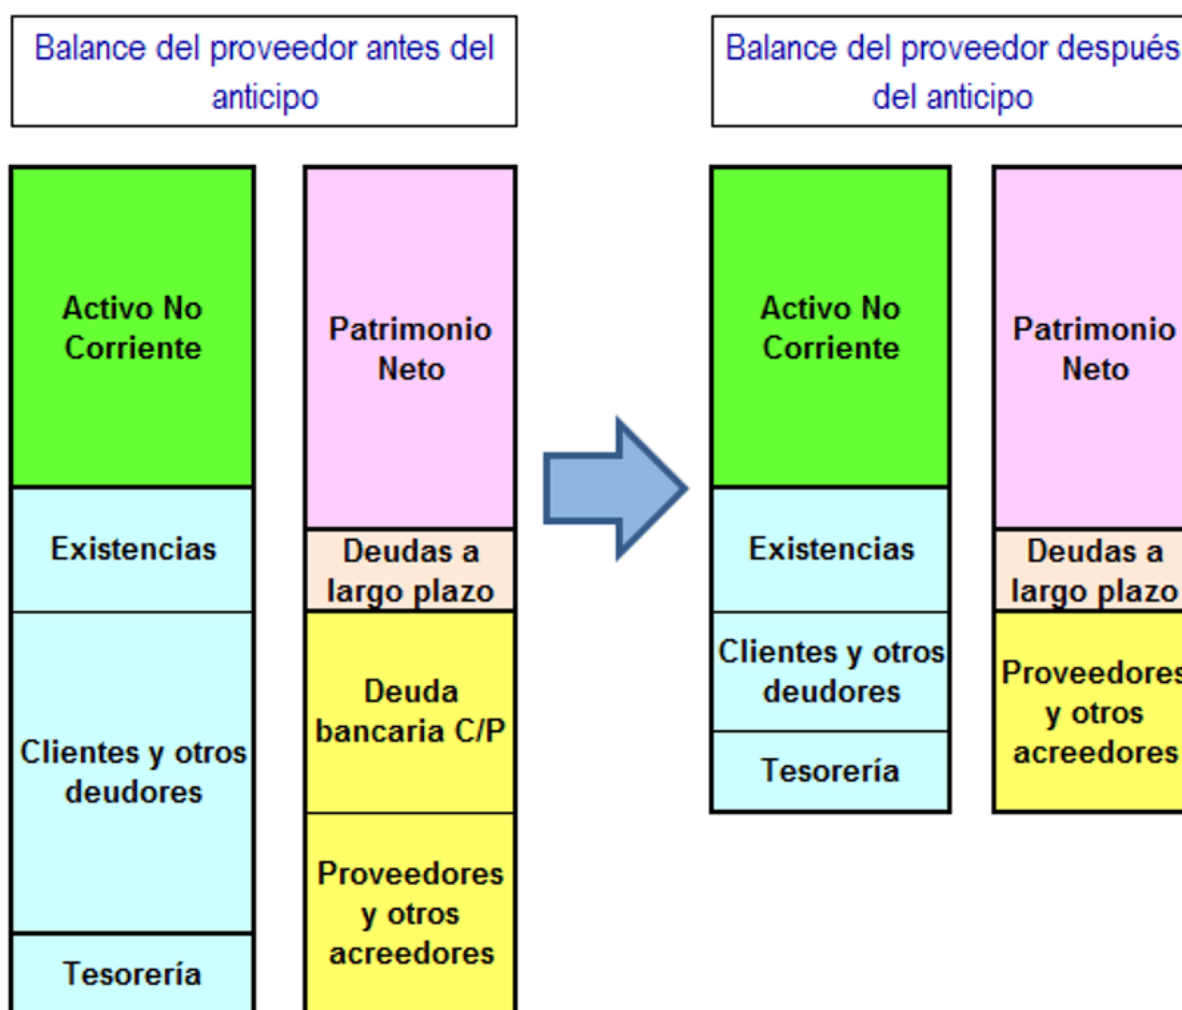 Balance del proveedor antes del
anticipo
Balance del proveedor después
del anticipo
Activo No
Corriente
Existencias
Clientes y otros
deudores
Tesorería
Patrimonio
Neto
Deudas a
largo plazo
Deuda
bancaria C/P
Proveedores
y otros
acreedores
Activo No
Corriente
Existencias
Clientes y otros
deudores
Tesorería
Patrimonio
Neto
Deudas a
largo plazo
Proveedores
y otros
acreedores